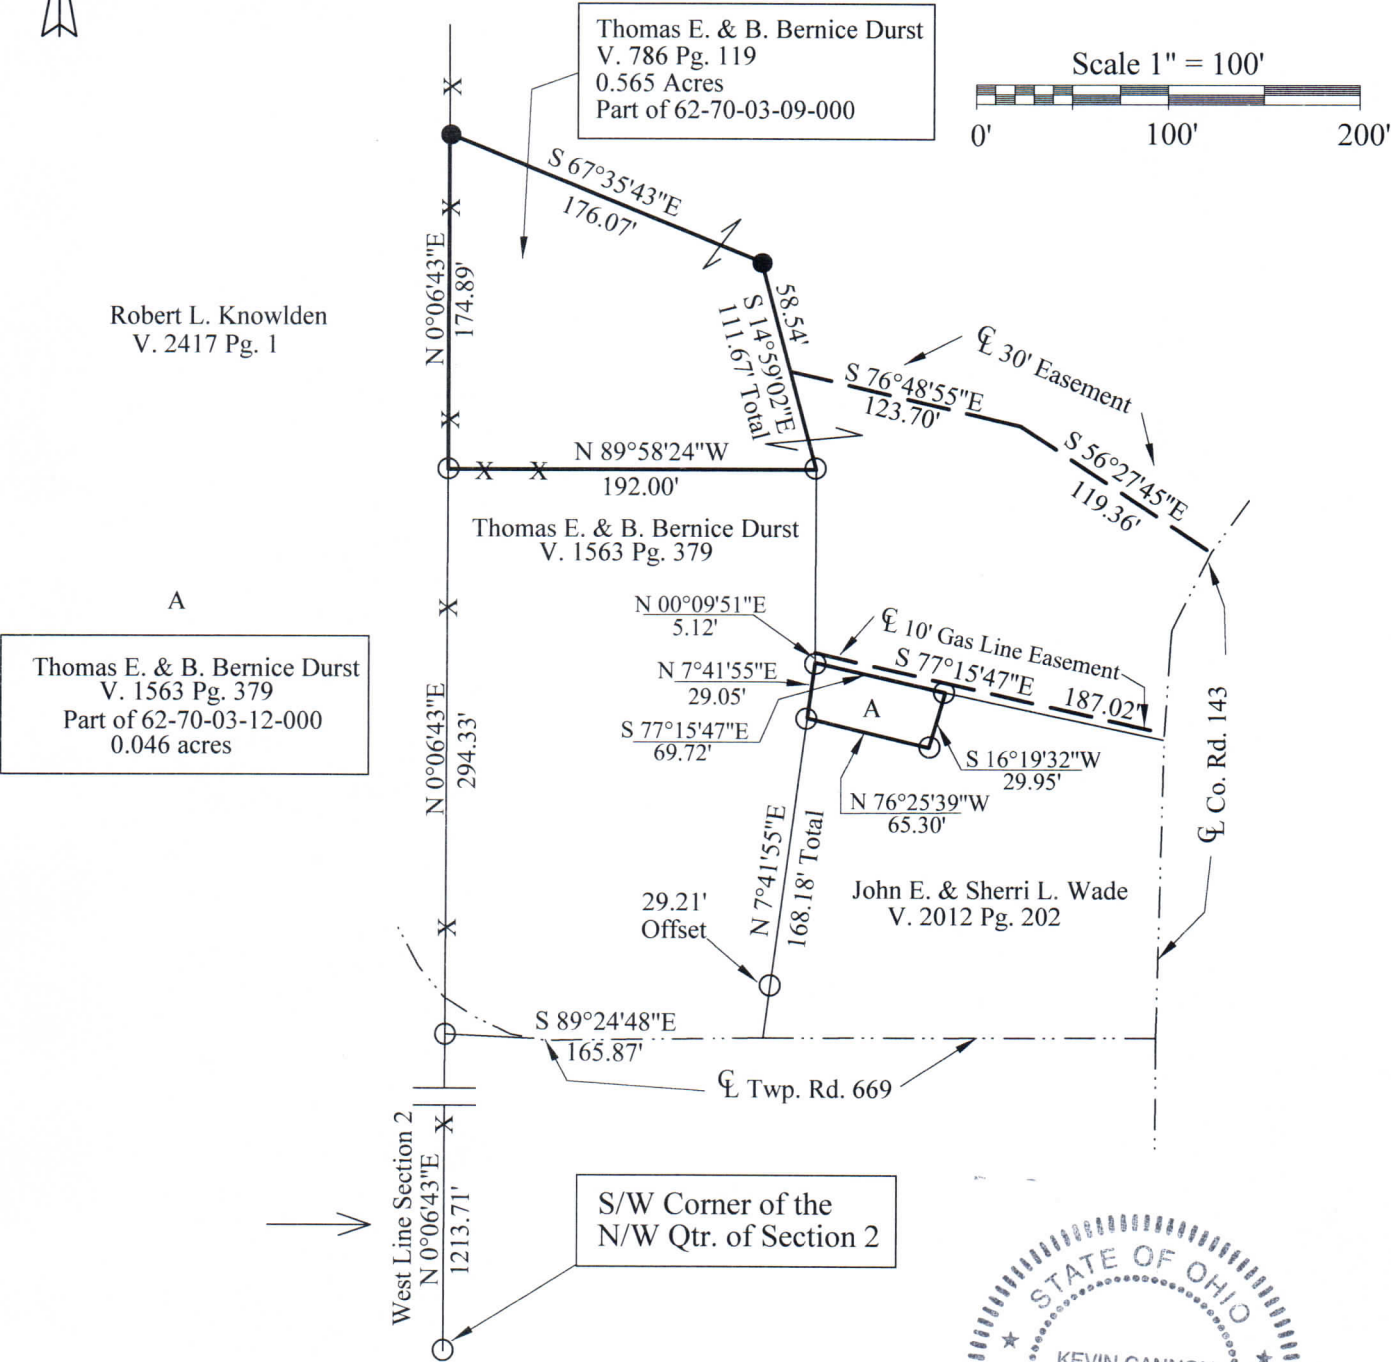 Thomas E. & B. Bernice Durst
V. 786 Pg. 119
0.565 Acres
Part of 62-70-03-09-000
Scale 1" = 100'
0' 100' 200'
X
S 67°35'43"E
176.07'
X
N 0°06'43"E
174.89'
X
Robert L. Knowlden
V. 2417 Pg. 1
58.54'
S 14°59'02"E
111.67' Total
℄ 30' Easement
S 76°48'55"E
123.70'
S 56°27'45"E
119.36'
N 89°58'24"W
X X
192.00'
Thomas E. & B. Bernice Durst
V. 1563 Pg. 379
A
Thomas E. & B. Bernice Durst
V. 1563 Pg. 379
Part of 62-70-03-12-000
0.046 acres
X
N 0°06'43"E
294.33'
X
N 00°09'51"E
5.12'
N 7°41'55"E
29.05'
S 77°15'47"E
69.72'
℄ 10' Gas Line Easement
S 77°15'47"E
187.02'
A
S 16°19'32"W
29.95'
N 76°25'39"W
65.30'
℄ Co. Rd. 143
N 7°41'55"E
168.18' Total
29.21'
Offset
John E. & Sherri L. Wade
V. 2012 Pg. 202
S 89°24'48"E
165.87'
℄ Twp. Rd. 669
X
West Line Section 2
N 0°06'43"E
1213.71'
S/W Corner of the
N/W Qtr. of Section 2
STATE OF OHIO
KEVIN